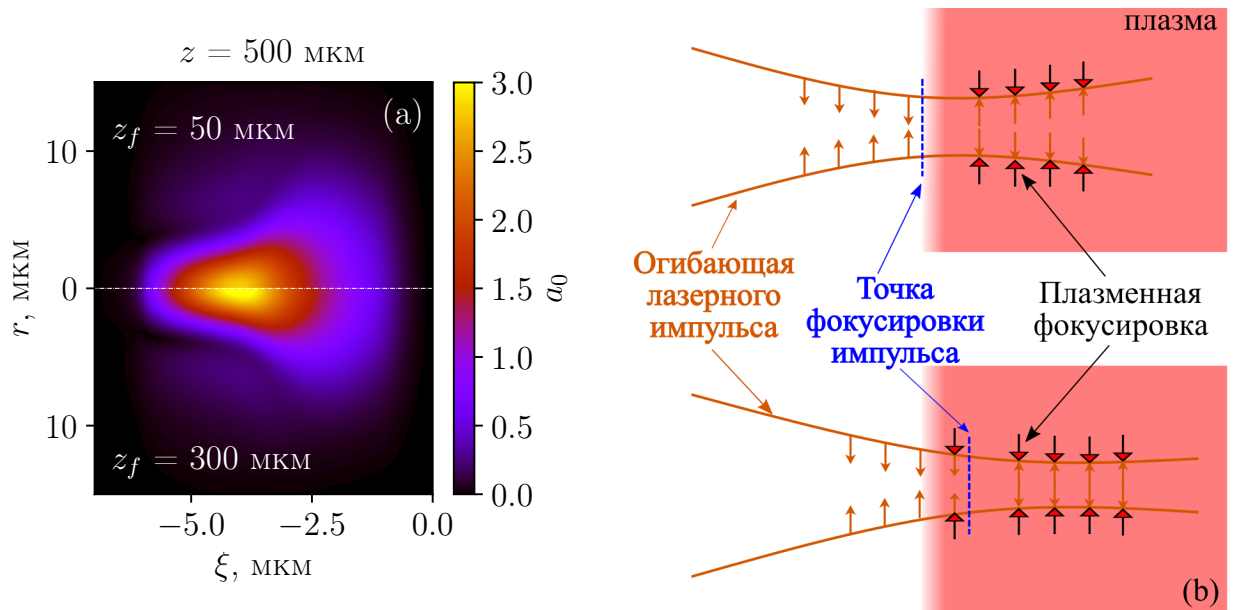 z = 500 мкм
(a)
z_f = 50 мкм
z_f = 300 мкм
10
0
10
r, мкм
−5.0
−2.5
0.0
ξ, мкм
3.0
2.5
2.0
1.5
1.0
0.5
0.0
a_0
плазма
Огибающая
лазерного
импульса
Точка
фокусировки
импульса
Плазменная
фокусировка
(b)